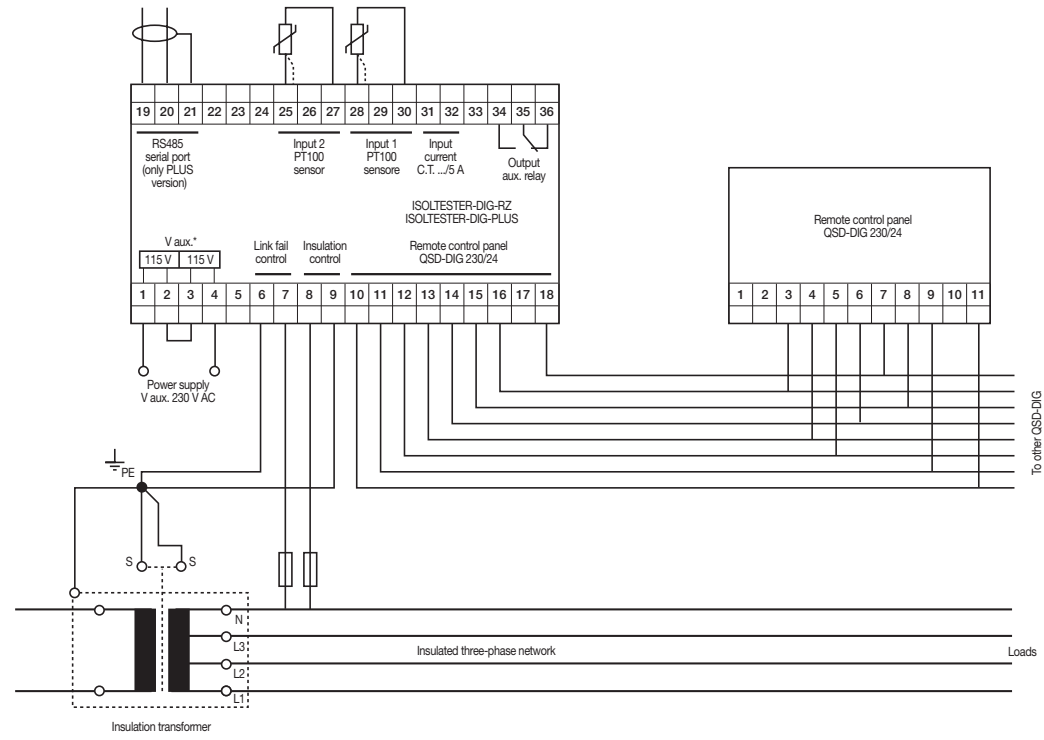 19 20 21 22 23 24 25 26 27 28 29 30 31 32 33 34 35 36
RS485
serial port
(only PLUS
version)
Input 2
PT100
sensor
Input 1
PT100
sensore
Input
current
C.T. .../5 A
Output
aux. relay
ISOLTESTER-DIG-RZ
ISOLTESTER-DIG-PLUS
V aux.*
115 V 115 V
Link fail
control
Insulation
control
Remote control panel
QSD-DIG 230/24
1 2 3 4 5 6 7 8 9 10 11 12 13 14 15 16 17 18
Remote control panel
QSD-DIG 230/24
1 2 3 4 5 6 7 8 9 10 11
Power supply
V aux. 230 V AC
To other QSD-DIG
PE
S S
N
L3
L2
L1
Insulated three-phase network
Loads
Insulation transformer